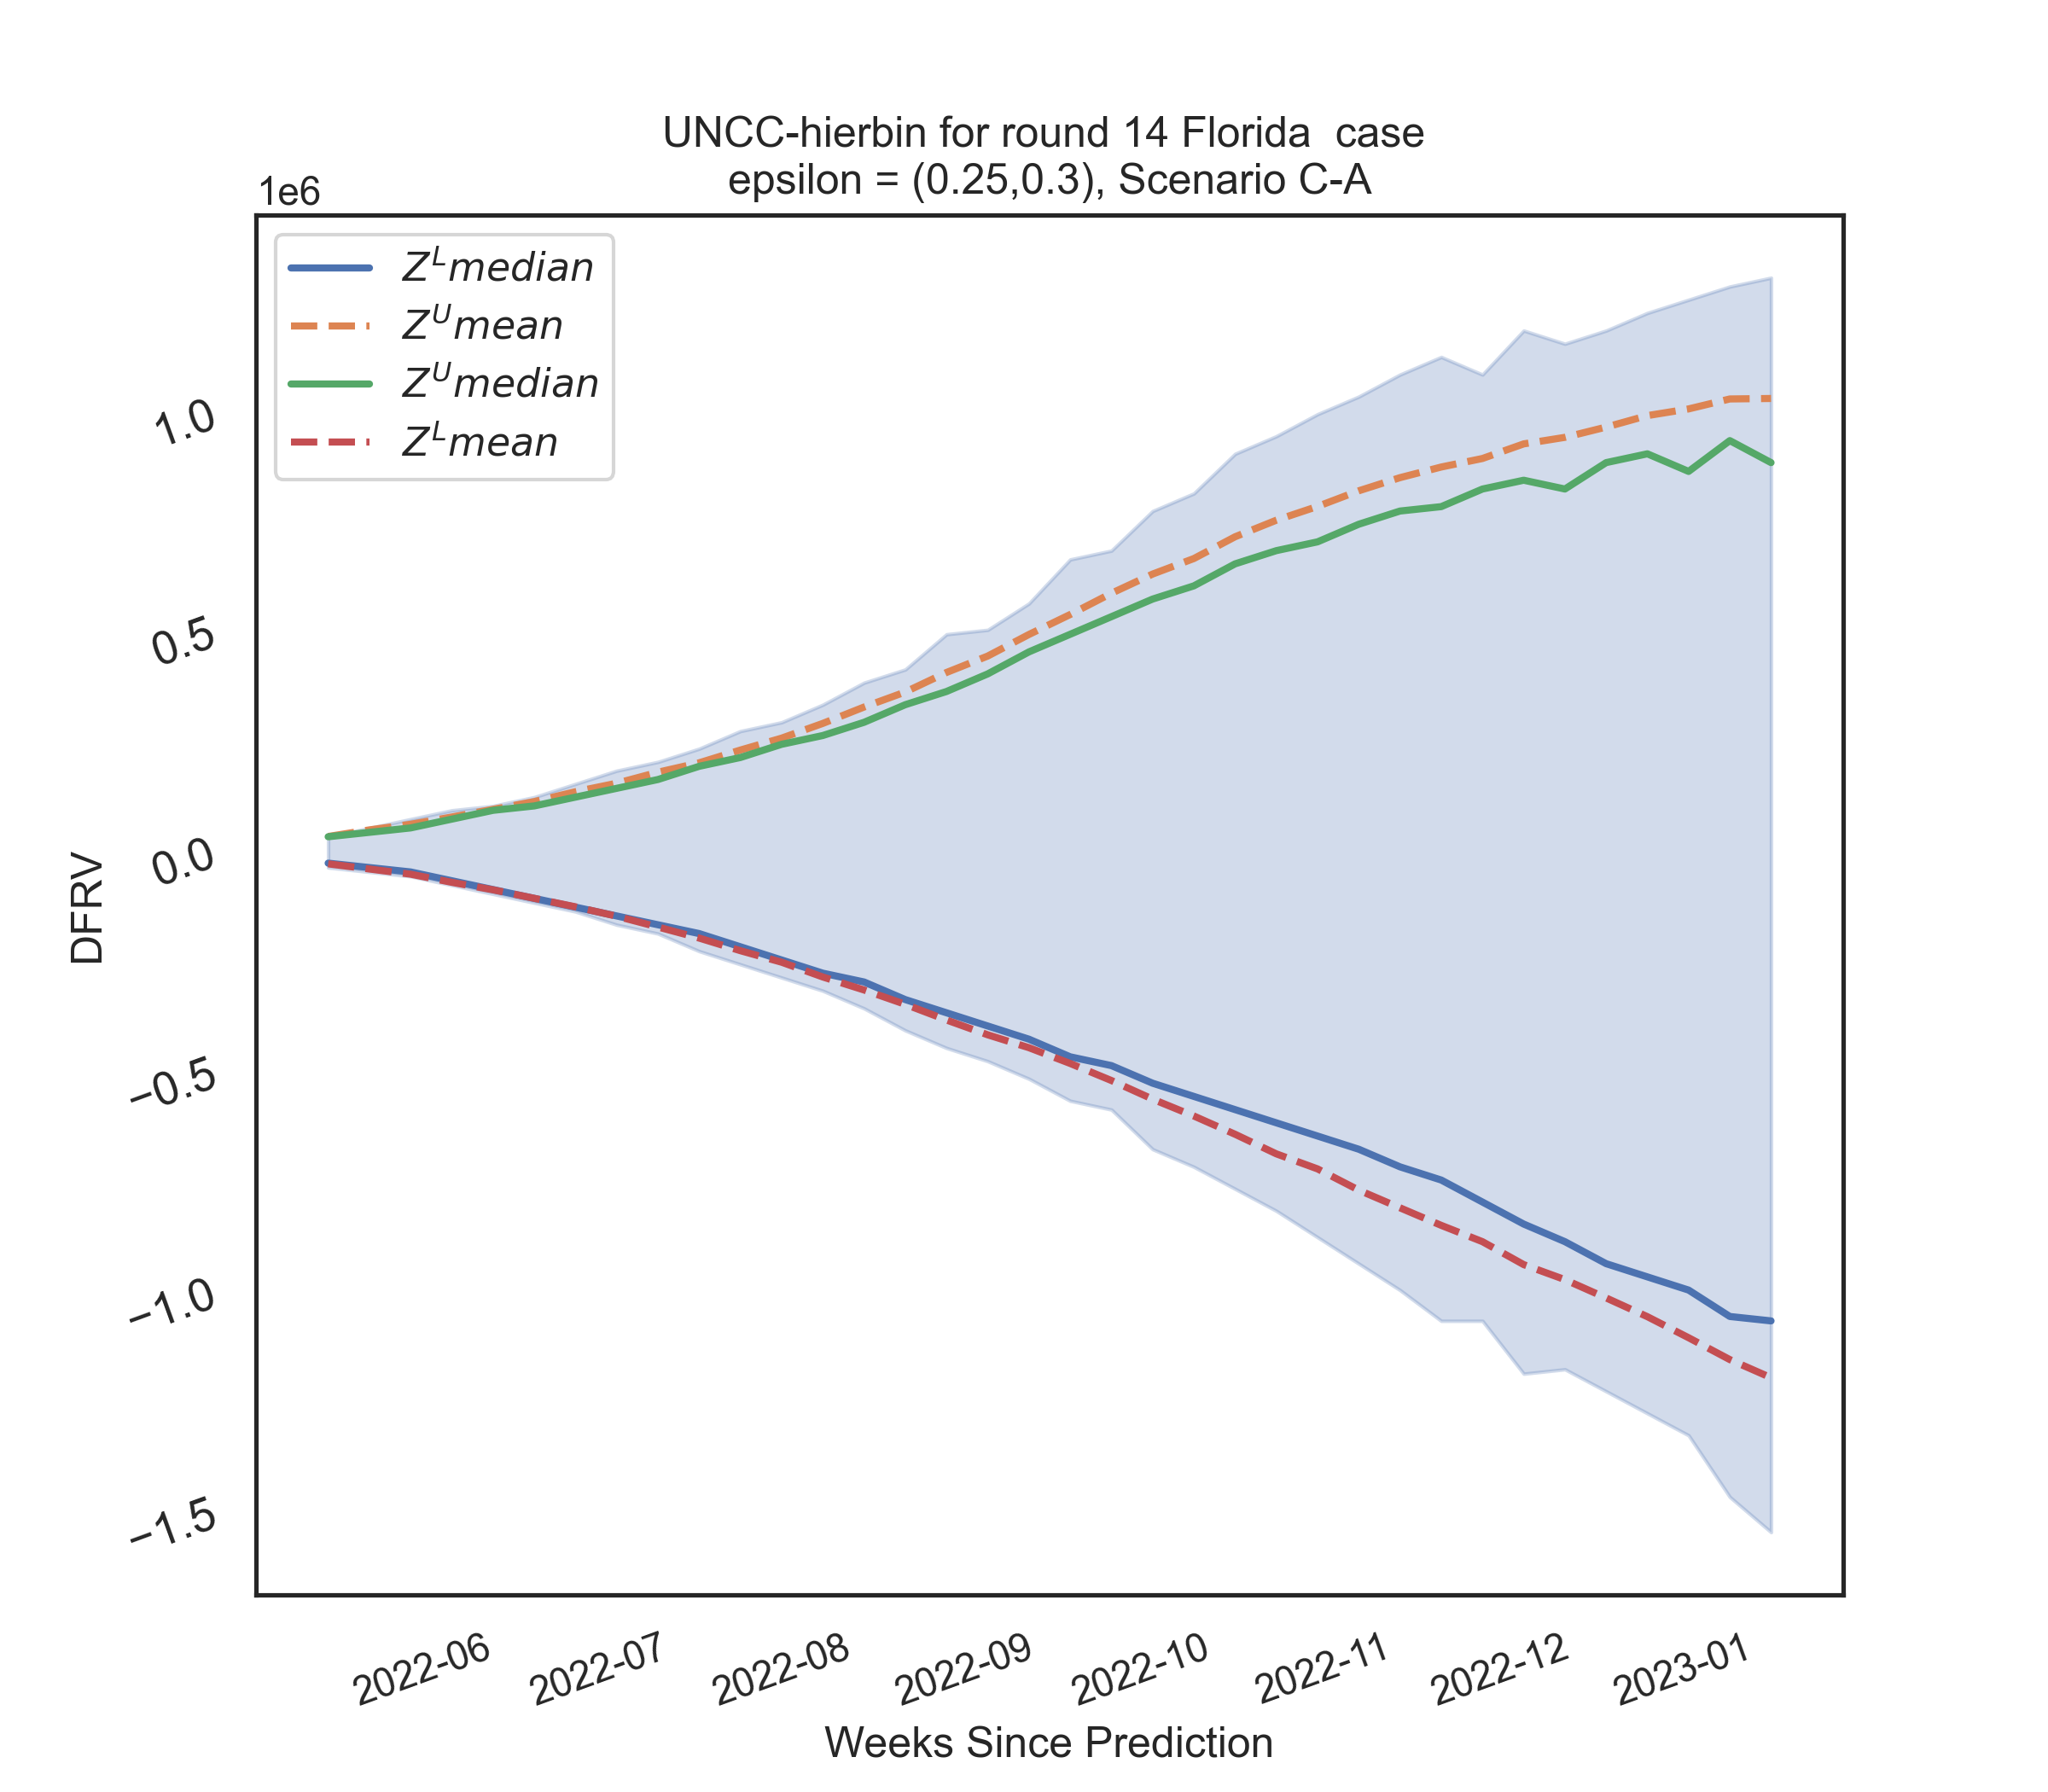 UNCC-hierbin for round 14 Florida  case
epsilon = (0.25,0.3), Scenario C-A
1e6
Z^L median
Z^U mean
Z^U median
Z^L mean
1.0
0.5
0.0
−0.5
−1.0
−1.5
DFRV
2022-06
2022-07
2022-08
2022-09
2022-10
2022-11
2022-12
2023-01
Weeks Since Prediction